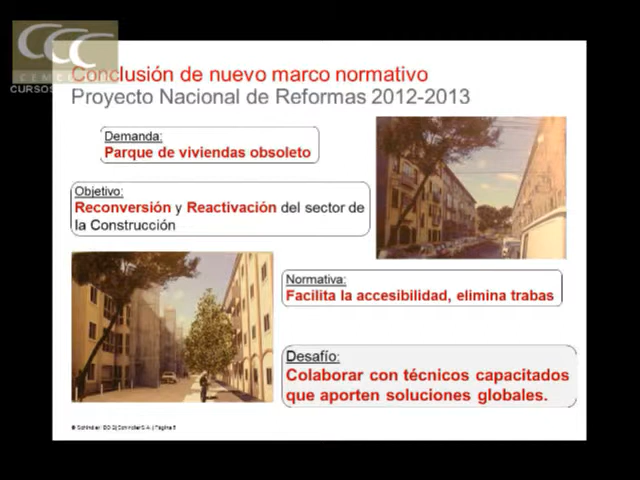 CCC
CURSOS
Conclusión de nuevo marco normativo
Proyecto Nacional de Reformas 2012-2013
Demanda:
Parque de viviendas obsoleto
Objetivo:
Reconversión y Reactivación del sector de
la Construcción
Normativa:
Facilita la accesibilidad, elimina trabas
Desafío:
Colaborar con técnicos capacitados
que aporten soluciones globales.